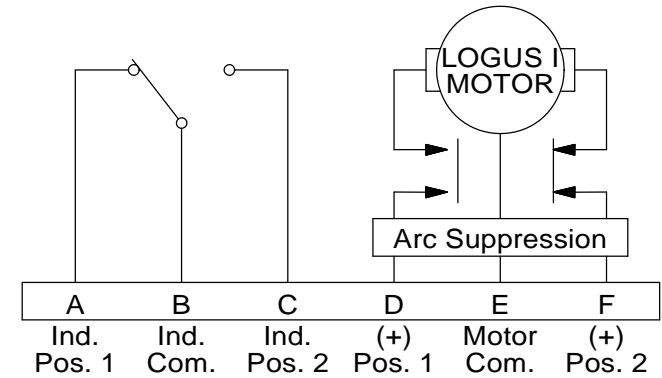 LOGUS I
MOTOR
Arc Suppression
A B C D E F
Ind. Ind. Ind. (+) Motor (+)
Pos. 1 Com. Pos. 2 Pos. 1 Com. Pos. 2